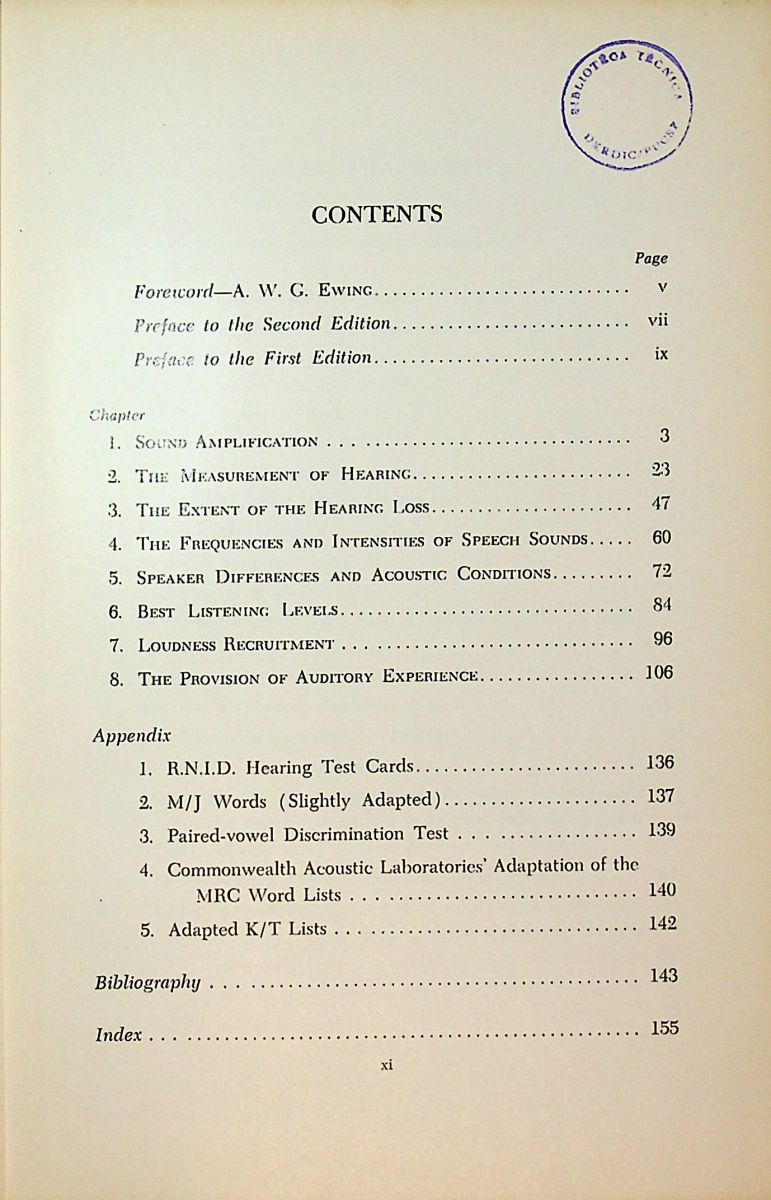 BIBLIOTECA TÉCNICA
DERDIC/PUCSP
CONTENTS
Page
Foreword—A. W. G. EWING........................... v
Preface to the Second Edition......................... vii
Preface to the First Edition........................... ix
Chapter
1. SOUND AMPLIFICATION ................................ 3
2. THE MEASUREMENT OF HEARING....................... 23
3. THE EXTENT OF THE HEARING LOSS..................... 47
4. THE FREQUENCIES AND INTENSITIES OF SPEECH SOUNDS..... 60
5. SPEAKER DIFFERENCES AND ACOUSTIC CONDITIONS......... 72
6. BEST LISTENING LEVELS................................ 84
7. LOUDNESS RECRUITMENT ............................... 96
8. THE PROVISION OF AUDITORY EXPERIENCE................. 106
Appendix
1. R.N.I.D. Hearing Test Cards........................ 136
2. M/J Words (Slightly Adapted)..................... 137
3. Paired-vowel Discrimination Test .................. 139
4. Commonwealth Acoustic Laboratories' Adaptation of the
MRC Word Lists .............................. 140
5. Adapted K/T Lists ................................ 142
Bibliography ............................................. 143
Index .................................................... 155
xi